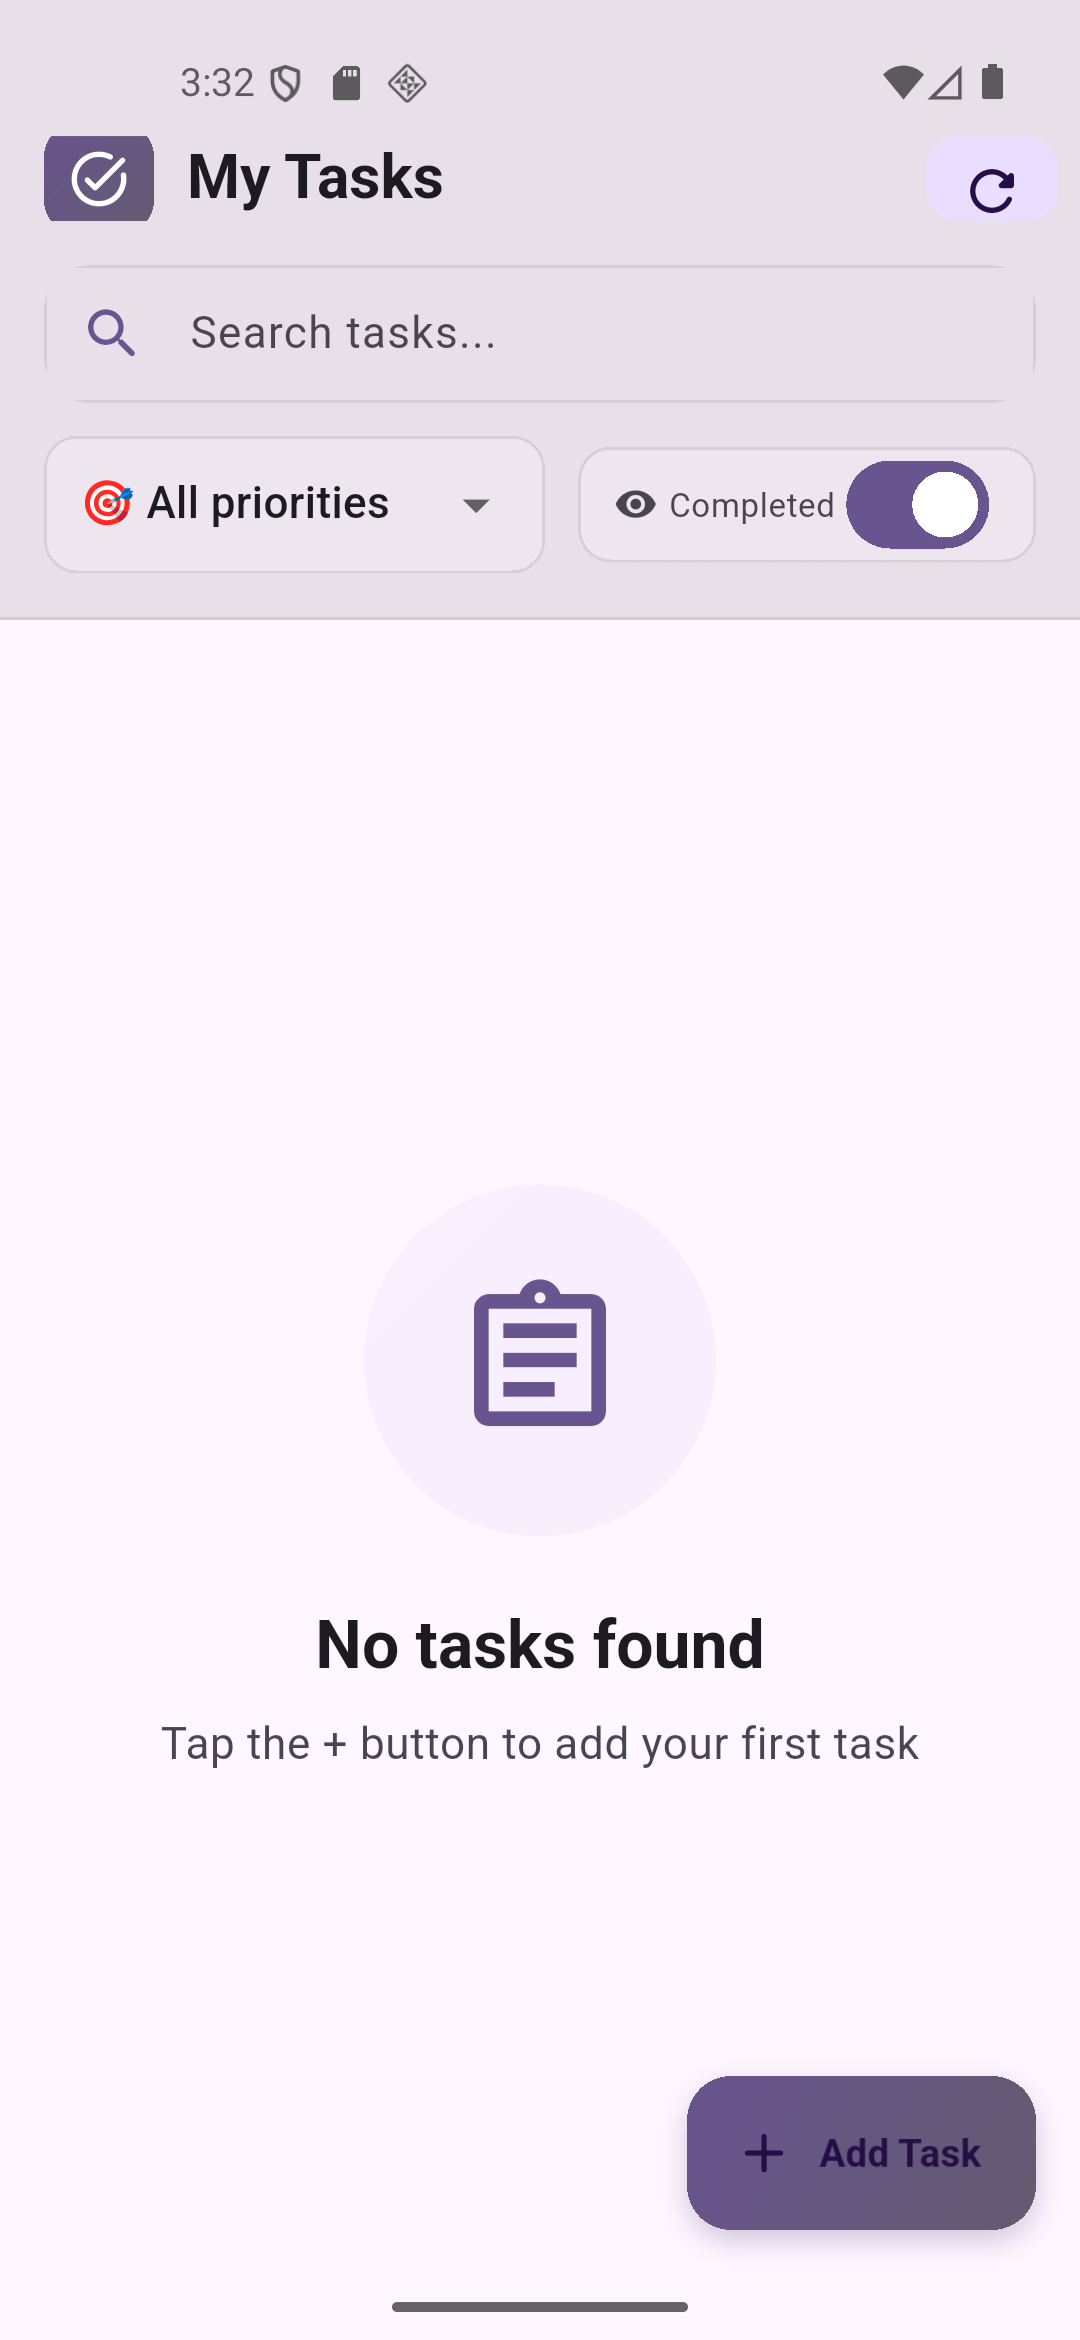 3:32
My Tasks
Search tasks...
🎯 All priorities
Completed
No tasks found
Tap the + button to add your first task
Add Task